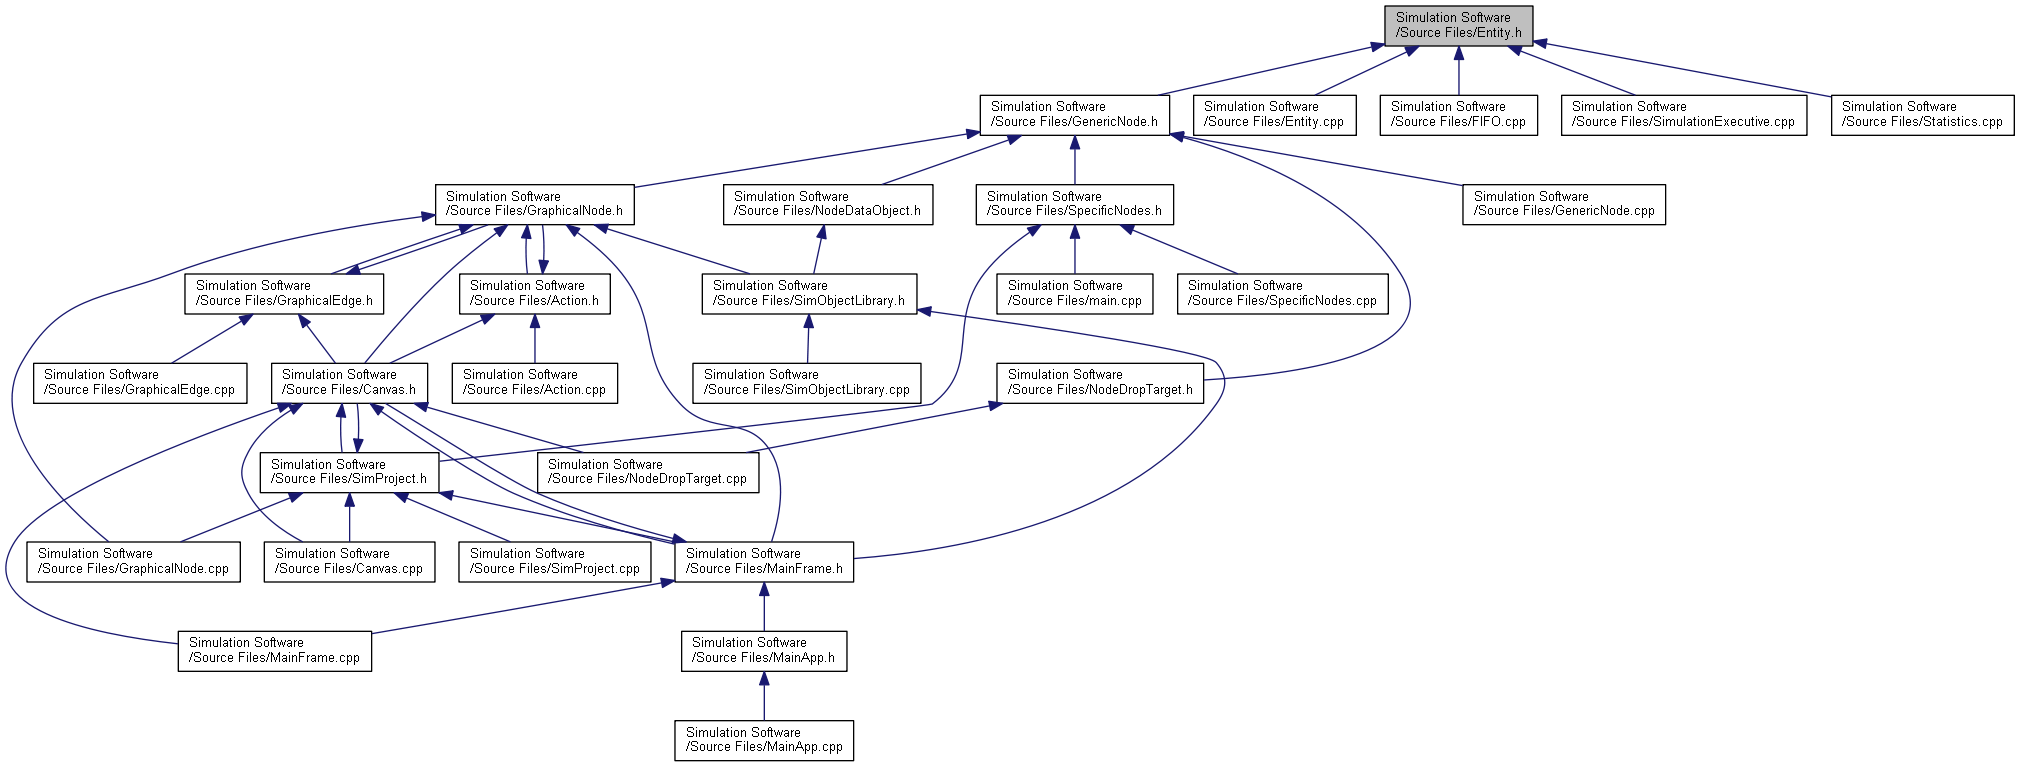 Simulation Software
/Source Files/Entity.h
Simulation Software
/Source Files/GenericNode.h
Simulation Software
/Source Files/Entity.cpp
Simulation Software
/Source Files/FIFO.cpp
Simulation Software
/Source Files/SimulationExecutive.cpp
Simulation Software
/Source Files/Statistics.cpp
Simulation Software
/Source Files/GraphicalNode.h
Simulation Software
/Source Files/NodeDataObject.h
Simulation Software
/Source Files/SpecificNodes.h
Simulation Software
/Source Files/GenericNode.cpp
Simulation Software
/Source Files/GraphicalEdge.h
Simulation Software
/Source Files/Action.h
Simulation Software
/Source Files/SimObjectLibrary.h
Simulation Software
/Source Files/main.cpp
Simulation Software
/Source Files/SpecificNodes.cpp
Simulation Software
/Source Files/GraphicalEdge.cpp
Simulation Software
/Source Files/Canvas.h
Simulation Software
/Source Files/Action.cpp
Simulation Software
/Source Files/SimObjectLibrary.cpp
Simulation Software
/Source Files/NodeDropTarget.h
Simulation Software
/Source Files/SimProject.h
Simulation Software
/Source Files/NodeDropTarget.cpp
Simulation Software
/Source Files/GraphicalNode.cpp
Simulation Software
/Source Files/Canvas.cpp
Simulation Software
/Source Files/SimProject.cpp
Simulation Software
/Source Files/MainFrame.h
Simulation Software
/Source Files/MainFrame.cpp
Simulation Software
/Source Files/MainApp.h
Simulation Software
/Source Files/MainApp.cpp